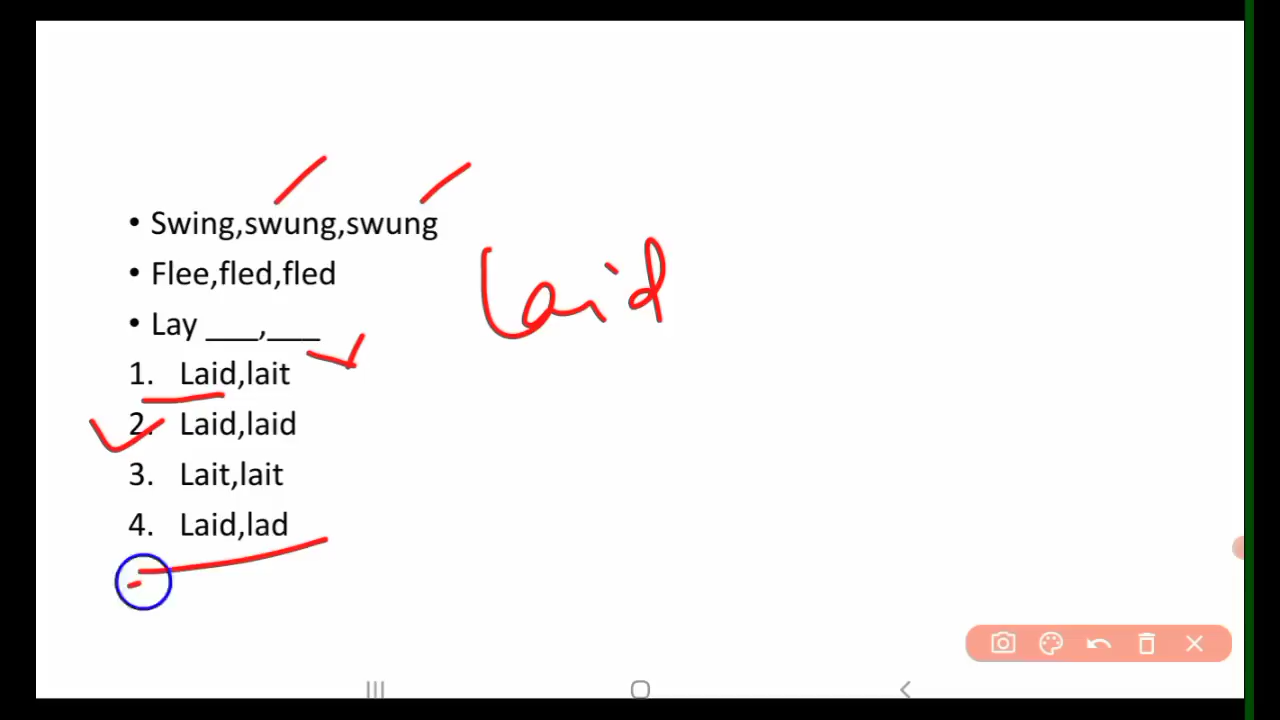 • Swing,swung,swung
• Flee,fled,fled
laid
• Lay ___,___
1. Laid,lait
2. Laid,laid
3. Lait,lait
4. Laid,lad